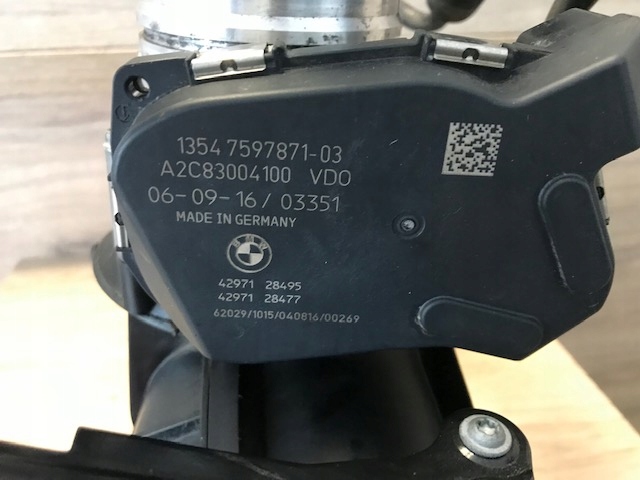 1354 7597871-03
A2C83004100 VDO
06-09-16/03351
MADE IN GERMANY
BMW
42971 28495
42971 28477
62029/1015/040816/00269